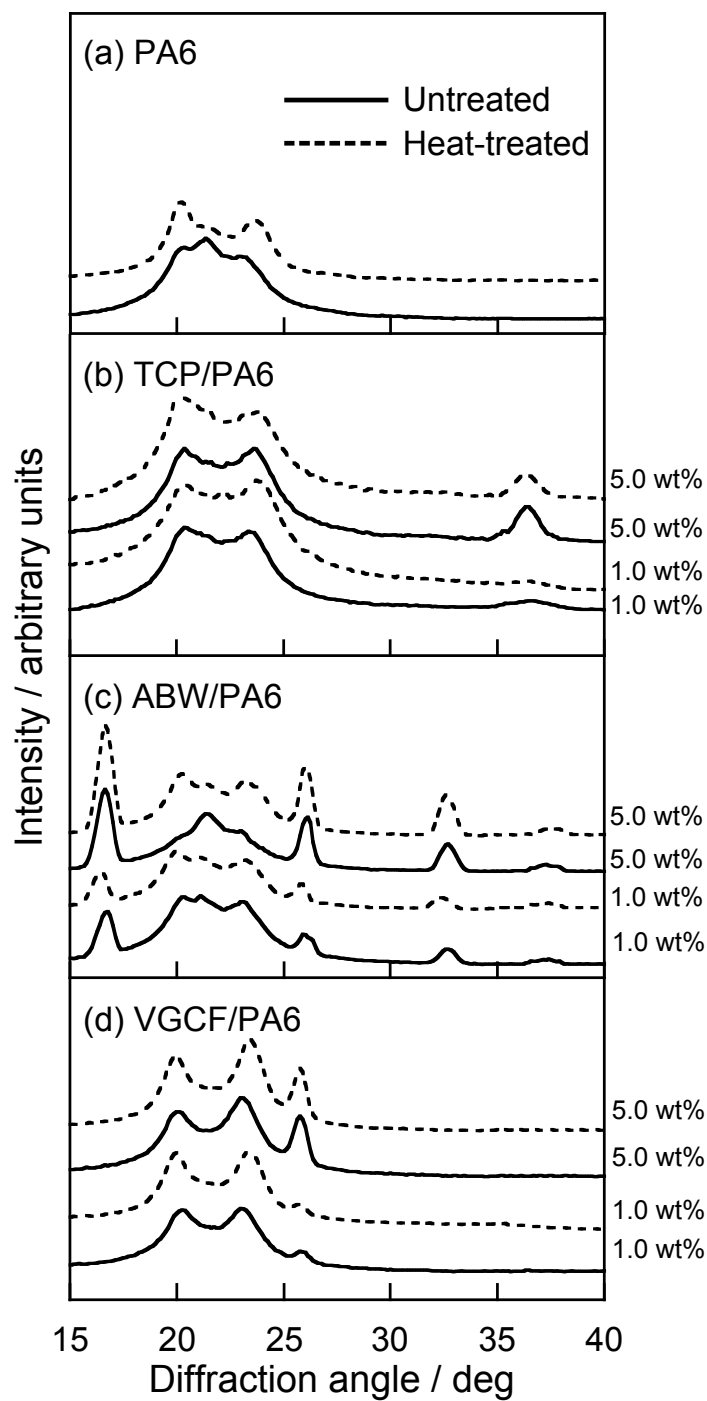 (a) PA6
Untreated
Heat-treated
(b) TCP/PA6
5.0 wt%
5.0 wt%
1.0 wt%
1.0 wt%
(c) ABW/PA6
5.0 wt%
5.0 wt%
1.0 wt%
1.0 wt%
(d) VGCF/PA6
5.0 wt%
5.0 wt%
1.0 wt%
1.0 wt%
Intensity / arbitrary units
15 20 25 30 35 40
Diffraction angle / deg